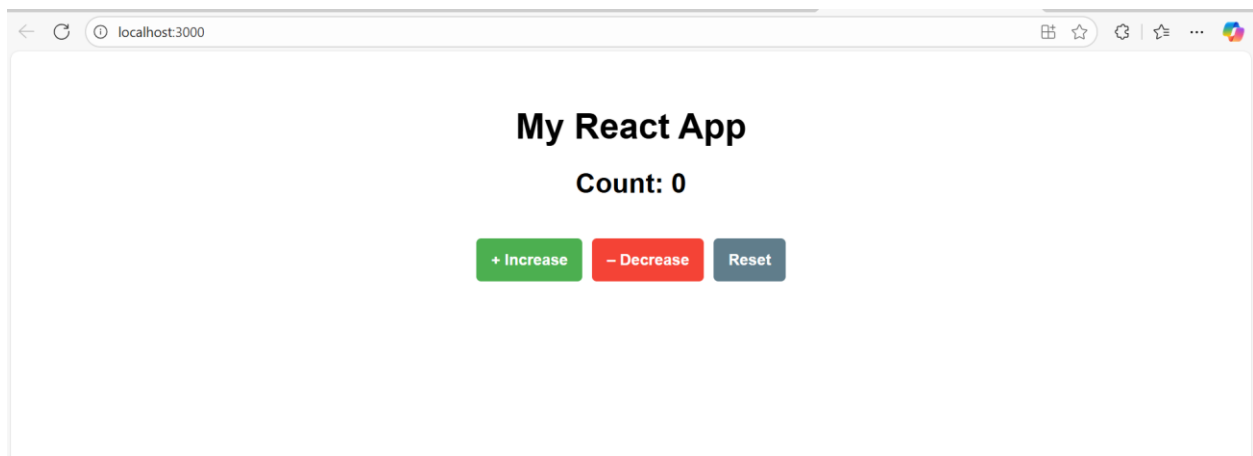 localhost:3000
My React App
Count: 0
+ Increase
– Decrease
Reset